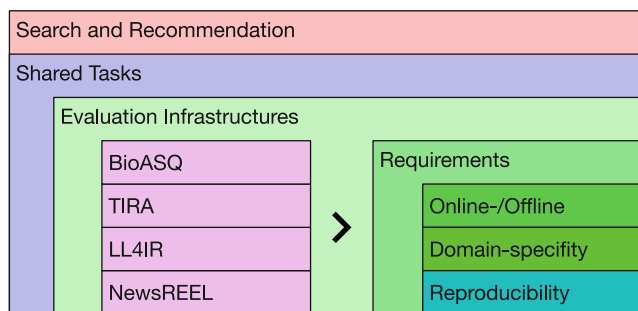 Search and Recommendation
Shared Tasks
Evaluation Infrastructures
BioASQ
TIRA
LL4IR
NewsREEL
Requirements
Online-/Offline
Domain-specifity
Reproducibility